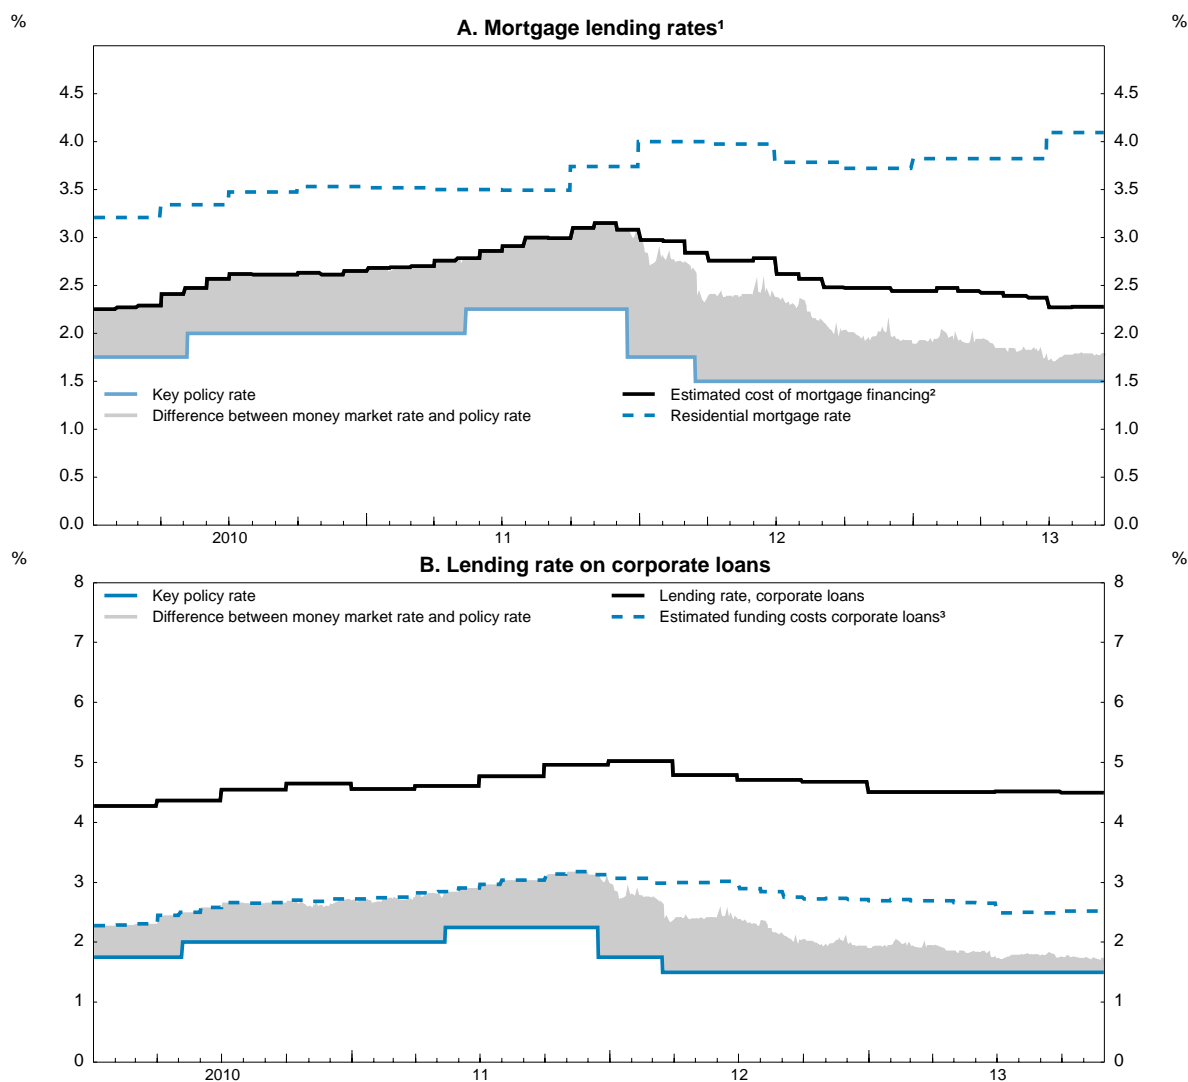 % %
A. Mortgage lending rates¹
4.5 4.5
4.0 4.0
3.5 3.5
3.0 3.0
2.5 2.5
2.0 2.0
1.5 1.5
Key policy rate Estimated cost of mortgage financing²
Difference between money market rate and policy rate Residential mortgage rate
1.0 1.0
0.5 0.5
0.0 0.0
2010 11 12 13
% %
B. Lending rate on corporate loans
8 8
Key policy rate Lending rate, corporate loans
Difference between money market rate and policy rate Estimated funding costs corporate loans³
7 7
6 6
5 5
4 4
3 3
2 2
1 1
0 0
2010 11 12 13